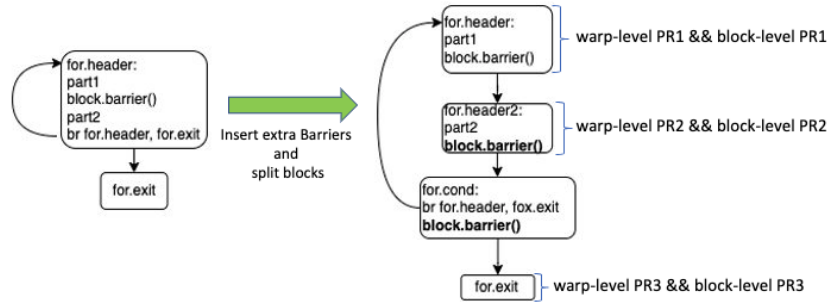 for.header:
part1
block.barrier()
part2
br for.header, for.exit
for.exit
Insert extra Barriers
and
split blocks
for.header:
part1
block.barrier()
warp-level PR1 && block-level PR1
for.header2:
part2
block.barrier()
warp-level PR2 && block-level PR2
for.cond:
br for.header, fox.exit
block.barrier()
for.exit
warp-level PR3 && block-level PR3